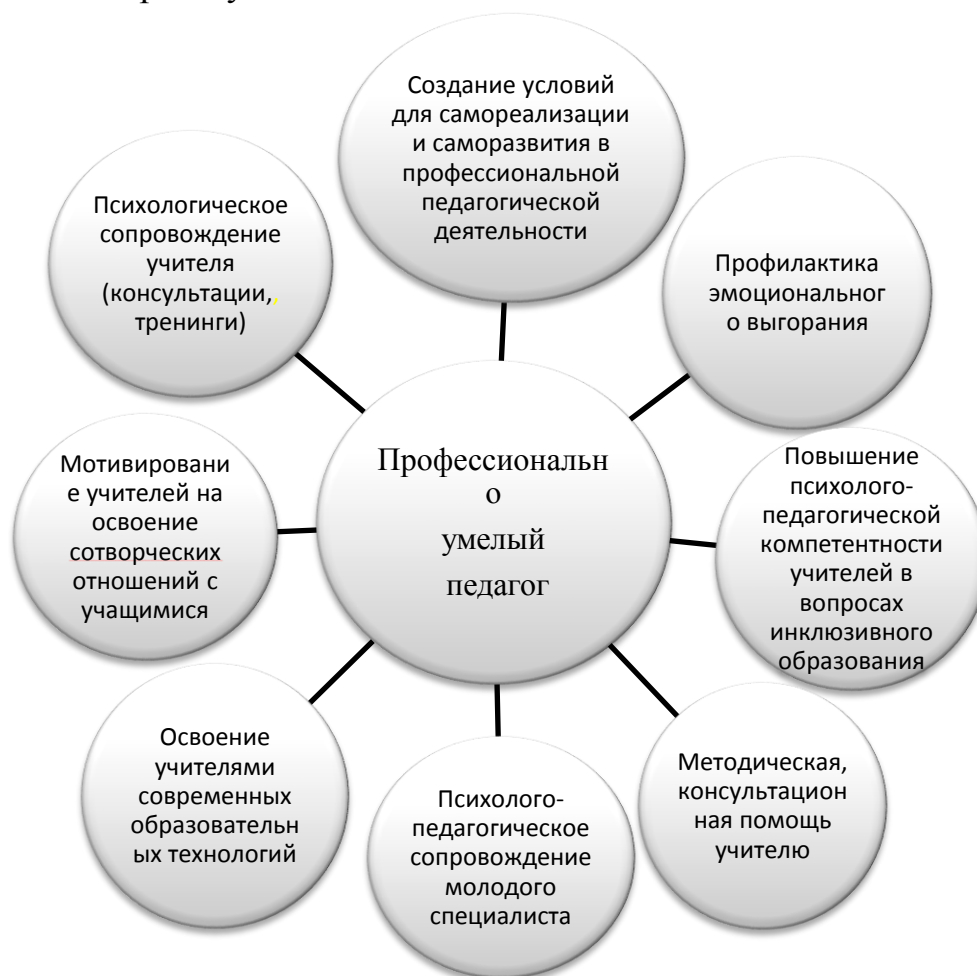 Создание условий
для самореализации
и саморазвития в
профессиональной
педагогической
деятельности
Профилактика
эмоциональног
о выгорания
Повышение
психолого-
педагогической
компетентности
учителей в
вопросах
инклюзивного
образования
Методическая,
консультацион
ная помощь
учителю
Психолого-
педагогическое
сопровождение
молодого
специалиста
Освоение
учителями
современных
образовательн
ых технологий
Мотивировани
е учителей на
освоение
сотворческих
отношений с
учащимися
Психологическое
сопровождение
учителя
(консультации,,
тренинги)
Профессиональн
о
умелый
педагог